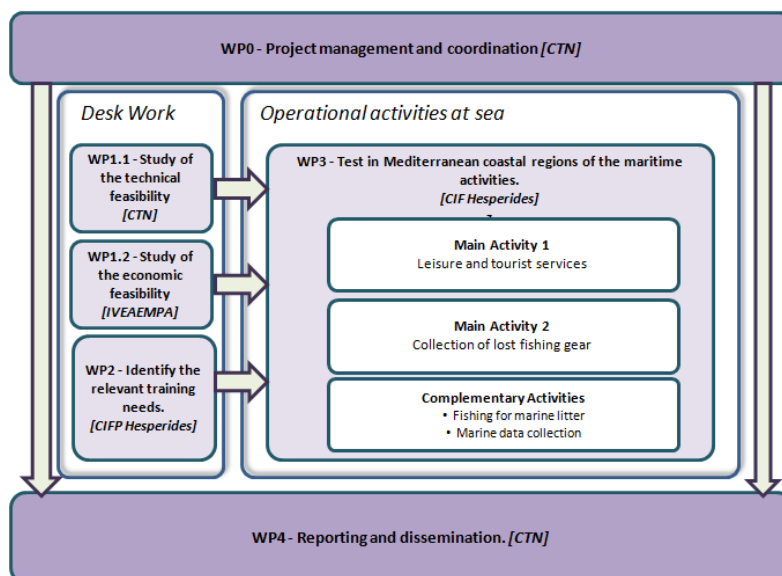 WP0 - Project management and coordination [CTN]
Desk Work
WP1.1 - Study of
the technical
feasibility
[CTN]
WP1.2 - Study of
the economic
feasibility
[IVEAEMPA]
WP2 - Identify the
relevant training
needs.
[CIFP Hesperides]
Operational activities at sea
WP3 - Test in Mediterranean coastal regions of the maritime
activities.
[CIF Hesperides]
Main Activity 1
Leisure and tourist services
Main Activity 2
Collection of lost fishing gear
Complementary Activities
• Fishing for marine litter
• Marine data collection
WP4 - Reporting and dissemination. [CTN]